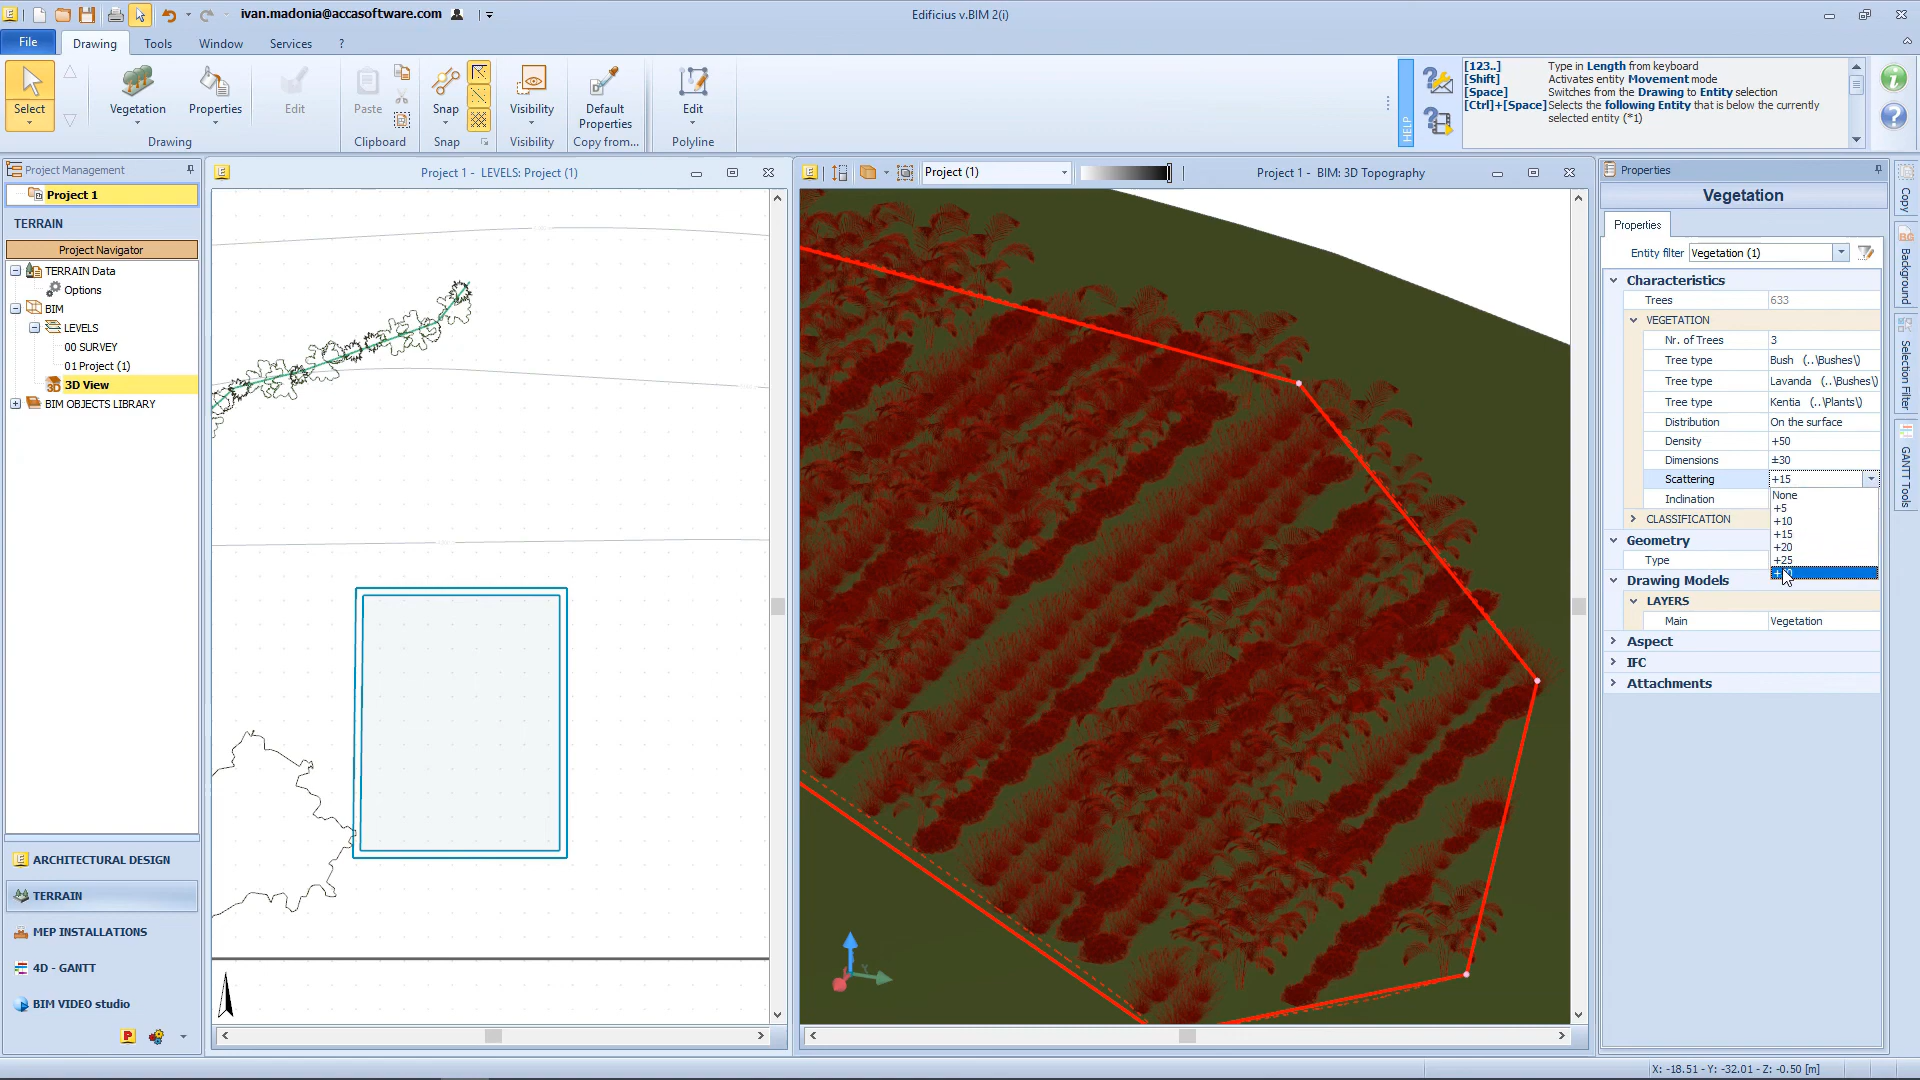 ivan.madonia@accasoftware.com
Edificius v.BIM 2(i)
File
Drawing
Tools
Window
Services
?
Select
Vegetation
Properties
Edit
Paste
Snap
Visibility
Default
Properties
Edit
Drawing
Clipboard
Snap
Visibility
Copy from...
Polyline
HELP
[123..] Type in Length from keyboard
[Shift] Activates entity Movement mode
[Space] Switches from the Drawing to Entity selection
[Ctrl]+[Space] Selects the following Entity that is below the currently
selected entity (*1)
Project Management
Project 1
TERRAIN
Project Navigator
TERRAIN Data
Options
BIM
LEVELS
00 SURVEY
01 Project (1)
3D View
BIM OBJECTS LIBRARY
ARCHITECTURAL DESIGN
TERRAIN
MEP INSTALLATIONS
4D - GANTT
BIM VIDEO studio
Project 1 - LEVELS: Project (1)
Project (1)
Project 1 - BIM: 3D Topography
Y
Properties
Vegetation
Properties
Entity filter Vegetation (1)
Characteristics
Trees 633
VEGETATION
Nr. of Trees 3
Tree type Bush (..\Bushes\)
Tree type Lavanda (..\Bushes\)
Tree type Kentia (..\Plants\)
Distribution On the surface
Density +50
Dimensions ±30
Scattering +15
Inclination
None
+5
+10
+15
+20
+25
CLASSIFICATION
Geometry
Type
Drawing Models
LAYERS
Main Vegetation
Aspect
IFC
Attachments
Copy
Background
Selection Filter
GANTT Tools
X: -18.51 - Y: -32.01 - Z: -0.50 [m]